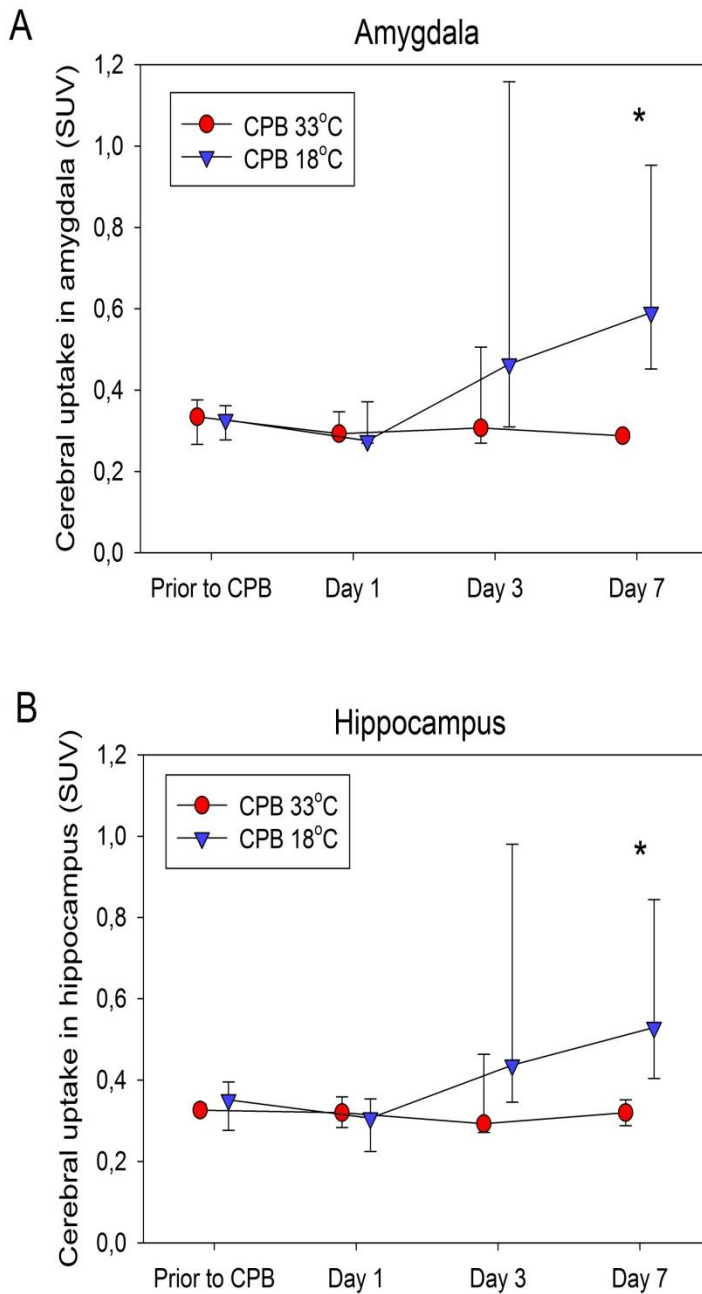 A
Amygdala
Cerebral uptake in amygdala (SUV)
1,2
1,0
0,8
0,6
0,4
0,2
0,0
CPB 33°C
CPB 18°C
*
Prior to CPB Day 1 Day 3 Day 7
B
Hippocampus
Cerebral uptake in hippocampus (SUV)
1,2
1,0
0,8
0,6
0,4
0,2
0,0
CPB 33°C
CPB 18°C
*
Prior to CPB Day 1 Day 3 Day 7